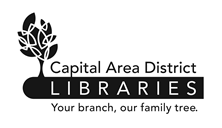 Capital Area District
LIBRARIES
Your branch, our family tree.